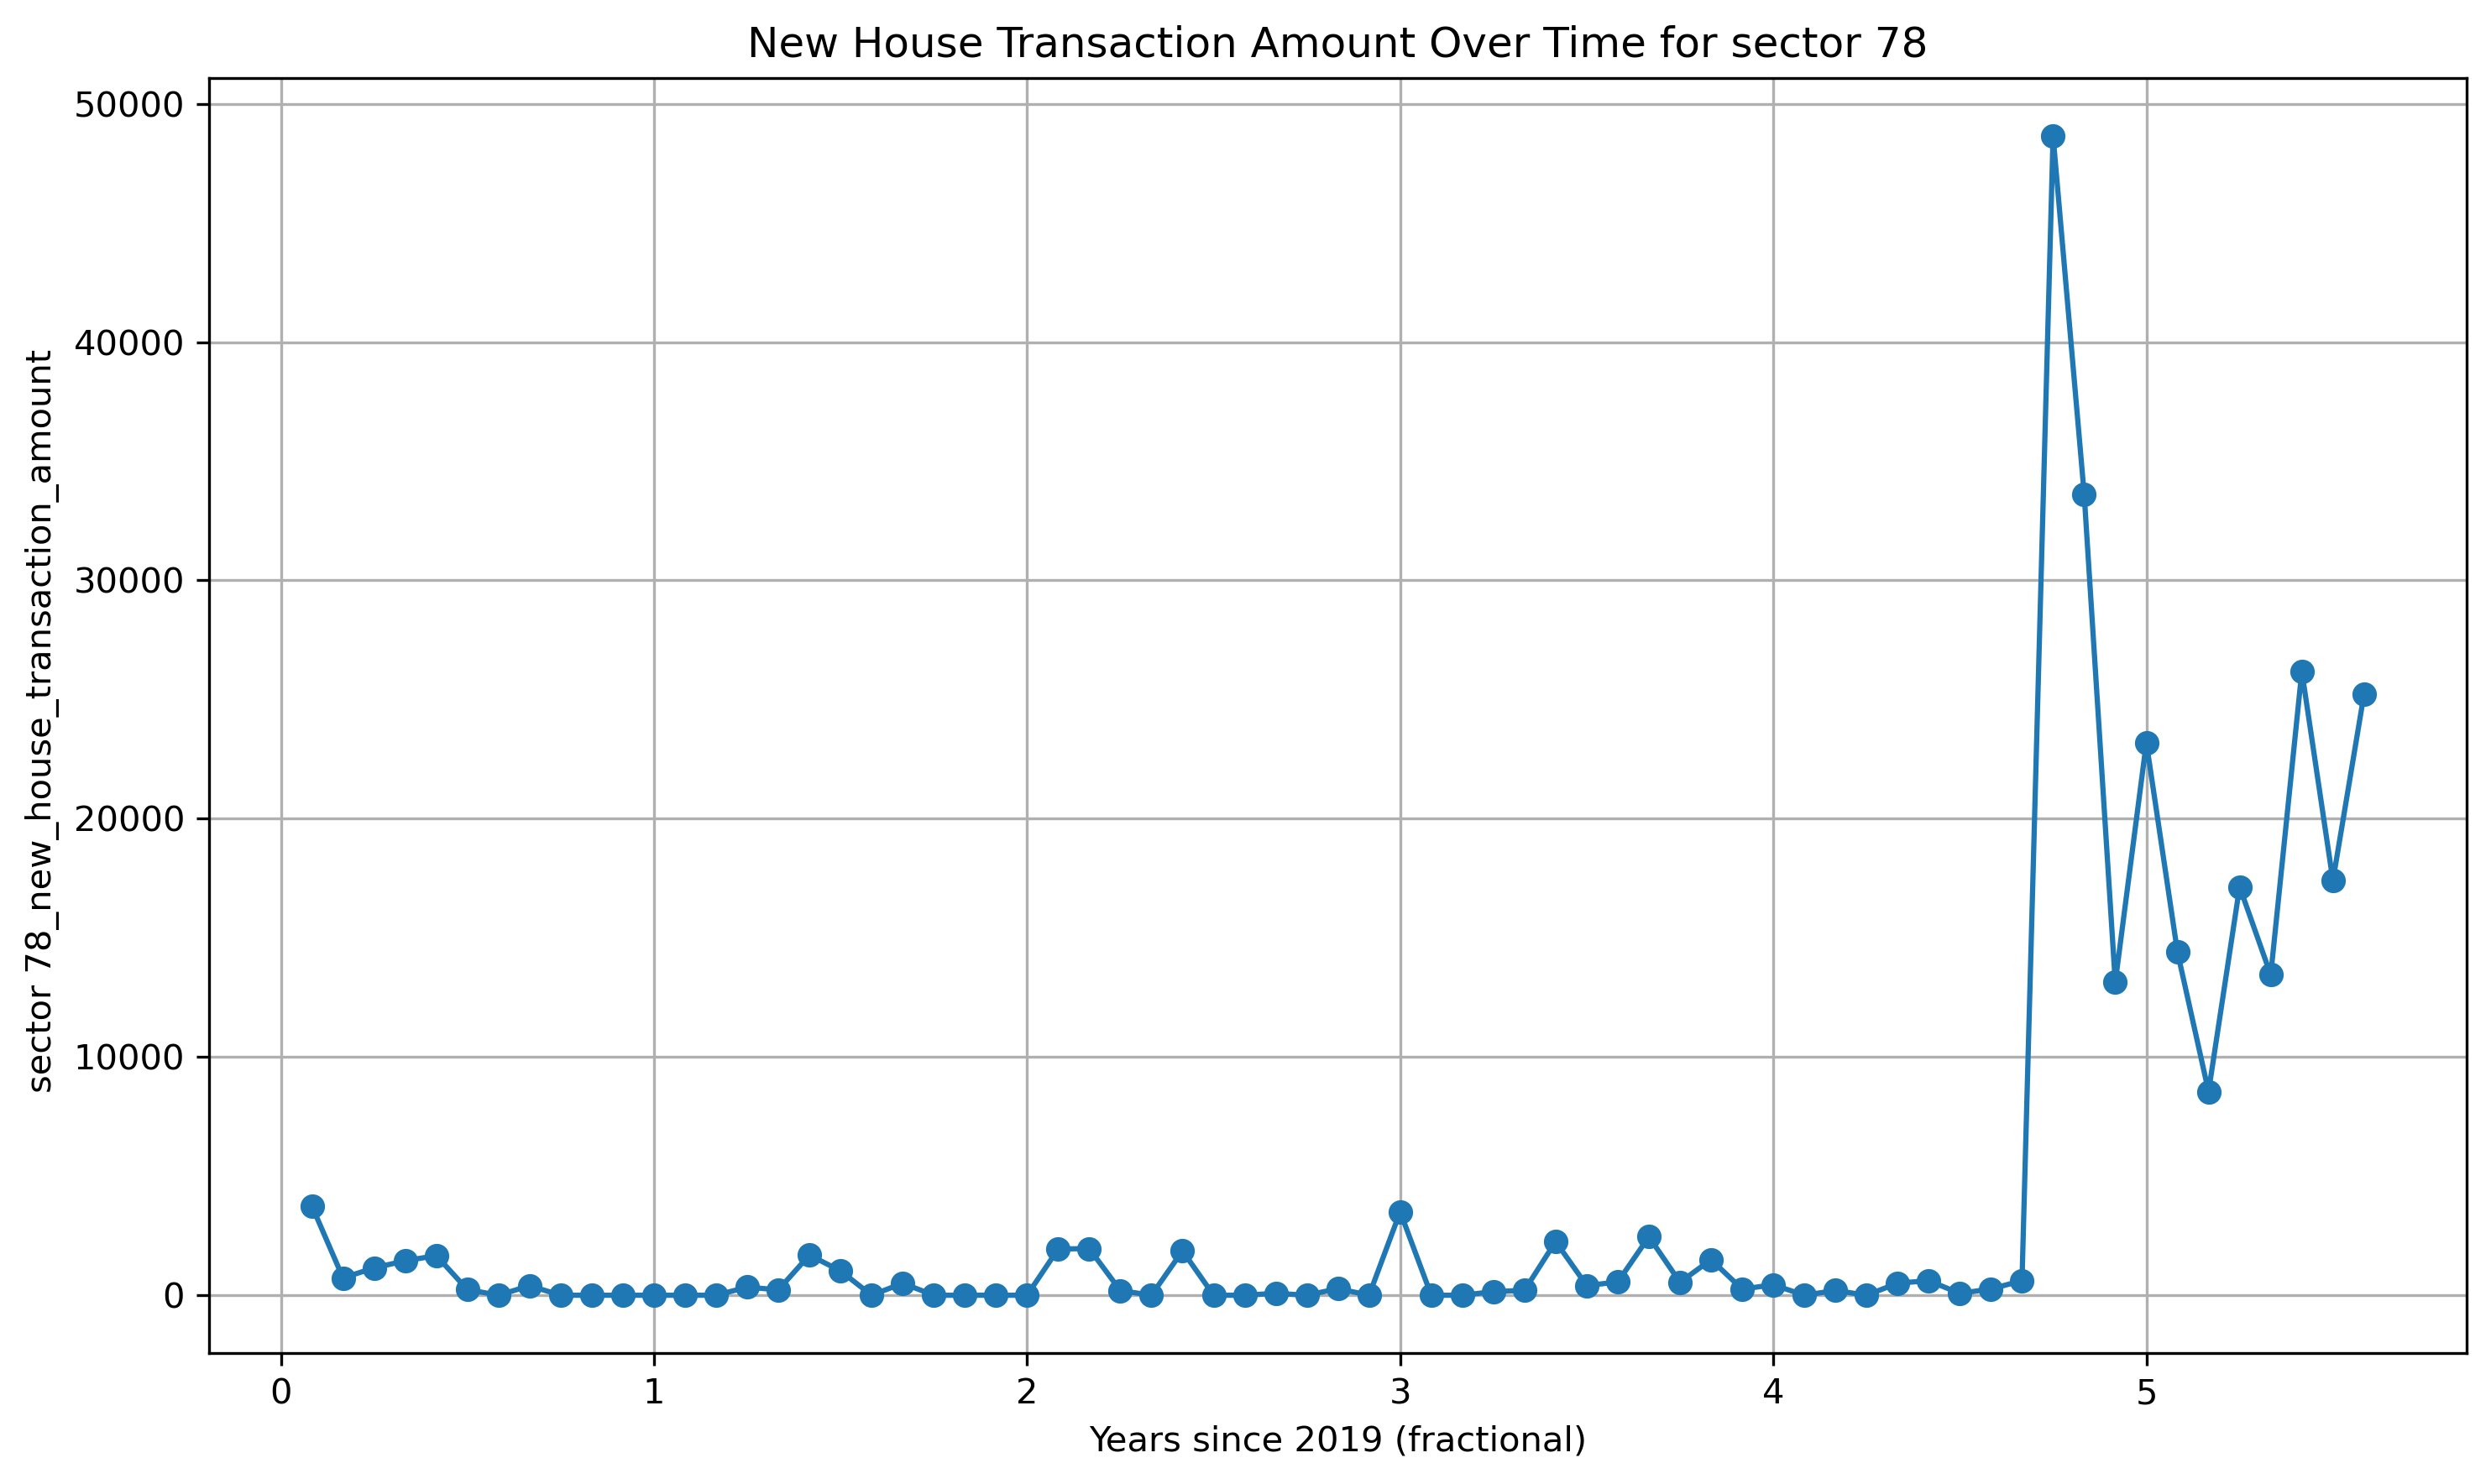 New House Transaction Amount Over Time for sector 78
sector 78_new_house_transaction_amount
50000
40000
30000
20000
10000
0
0 1 2 3 4 5
Years since 2019 (fractional)